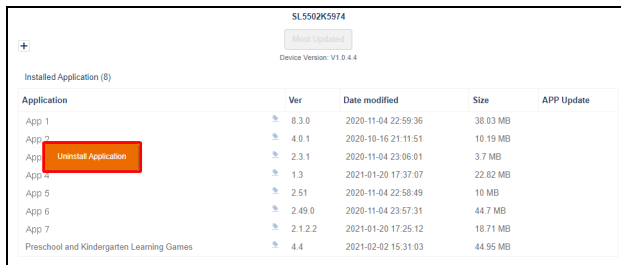 SL5502K5974
+
Most Updated
Device Version: V1.0.4.4
Installed Application (8)
Application Ver Date modified Size APP Update
App 1 8.3.0 2020-11-04 22:59:36 38.03 MB
App 2 4.0.1 2020-10-16 21:11:51 10.19 MB
App 2.3.1 2020-11-04 23:06:01 3.7 MB
Uninstall Application
App 4 1.3 2021-01-20 17:37:07 22.82 MB
App 5 2.51 2020-11-04 22:58:49 10 MB
App 6 2.49.0 2020-11-04 23:57:31 44.7 MB
App 7 2.1.2.2 2021-01-20 17:25:12 18.71 MB
Preschool and Kindergarten Learning Games 4.4 2021-02-02 15:31:03 44.95 MB